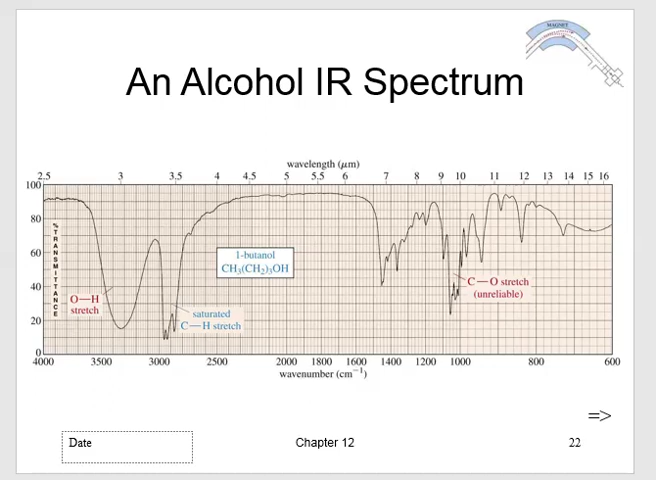 MAGNET
An Alcohol IR Spectrum
wavelength (μm)
2.5 3 3.5 4 4.5 5 5.5 6 7 8 9 10 11 12 13 14 15 16
100
80
60
40
20
0
%TRANSMITTANCE
1-butanol
CH₃(CH₂)₃OH
O—H
stretch
saturated
C—H stretch
C—O stretch
(unreliable)
4000 3500 3000 2500 2000 1800 1600 1400 1200 1000 800 600
wavenumber (cm⁻¹)
=>
Date
Chapter 12
22